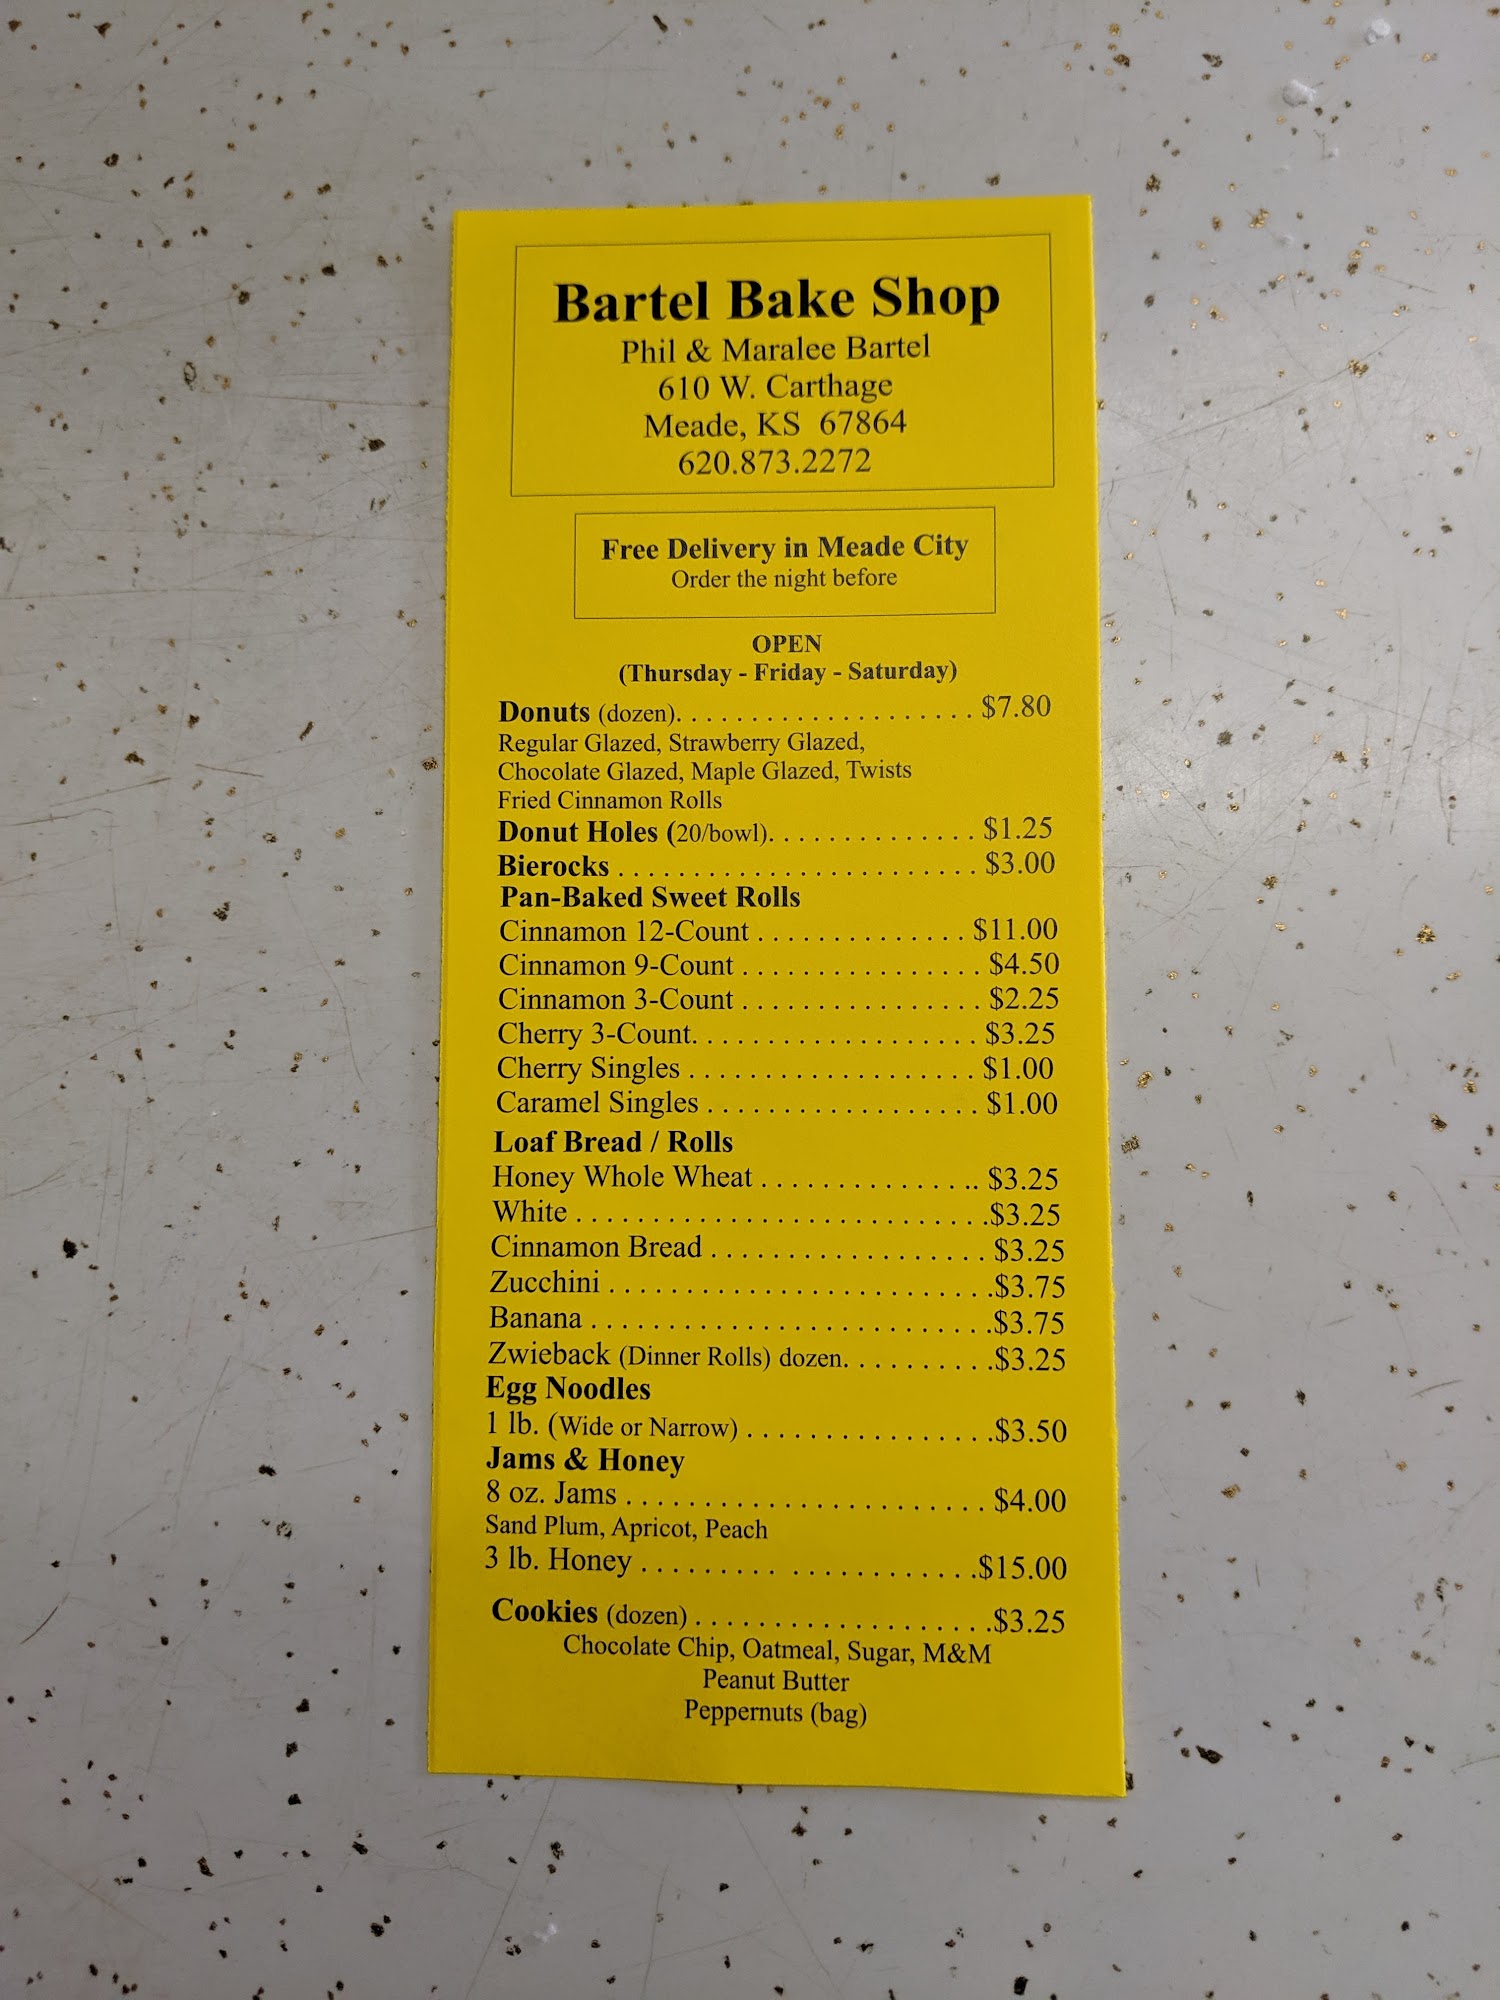 Bartel Bake Shop
Phil & Maralee Bartel
610 W. Carthage
Meade, KS 67864
620.873.2272
Free Delivery in Meade City
Order the night before
OPEN
(Thursday - Friday - Saturday)
Donuts (dozen). . . . . . . . . . . . . . . . . . . . $7.80
Regular Glazed, Strawberry Glazed,
Chocolate Glazed, Maple Glazed, Twists
Fried Cinnamon Rolls
Donut Holes (20/bowl). . . . . . . . . . . . . . $1.25
Bierocks . . . . . . . . . . . . . . . . . . . . . . . . $3.00
Pan-Baked Sweet Rolls
Cinnamon 12-Count . . . . . . . . . . . . . . $11.00
Cinnamon 9-Count . . . . . . . . . . . . . . . . $4.50
Cinnamon 3-Count . . . . . . . . . . . . . . . . $2.25
Cherry 3-Count. . . . . . . . . . . . . . . . . . . $3.25
Cherry Singles . . . . . . . . . . . . . . . . . . . $1.00
Caramel Singles . . . . . . . . . . . . . . . . . . $1.00
Loaf Bread / Rolls
Honey Whole Wheat . . . . . . . . . . . . . .. $3.25
White . . . . . . . . . . . . . . . . . . . . . . . . . . .$3.25
Cinnamon Bread . . . . . . . . . . . . . . . . . . $3.25
Zucchini . . . . . . . . . . . . . . . . . . . . . . . . .$3.75
Banana . . . . . . . . . . . . . . . . . . . . . . . . . .$3.75
Zwieback (Dinner Rolls) dozen. . . . . . . . . .$3.25
Egg Noodles
1 lb. (Wide or Narrow) . . . . . . . . . . . . . . . .$3.50
Jams & Honey
8 oz. Jams . . . . . . . . . . . . . . . . . . . . . . . $4.00
Sand Plum, Apricot, Peach
3 lb. Honey . . . . . . . . . . . . . . . . . . . . . .$15.00
Cookies (dozen) . . . . . . . . . . . . . . . . . . .$3.25
Chocolate Chip, Oatmeal, Sugar, M&M
Peanut Butter
Peppernuts (bag)